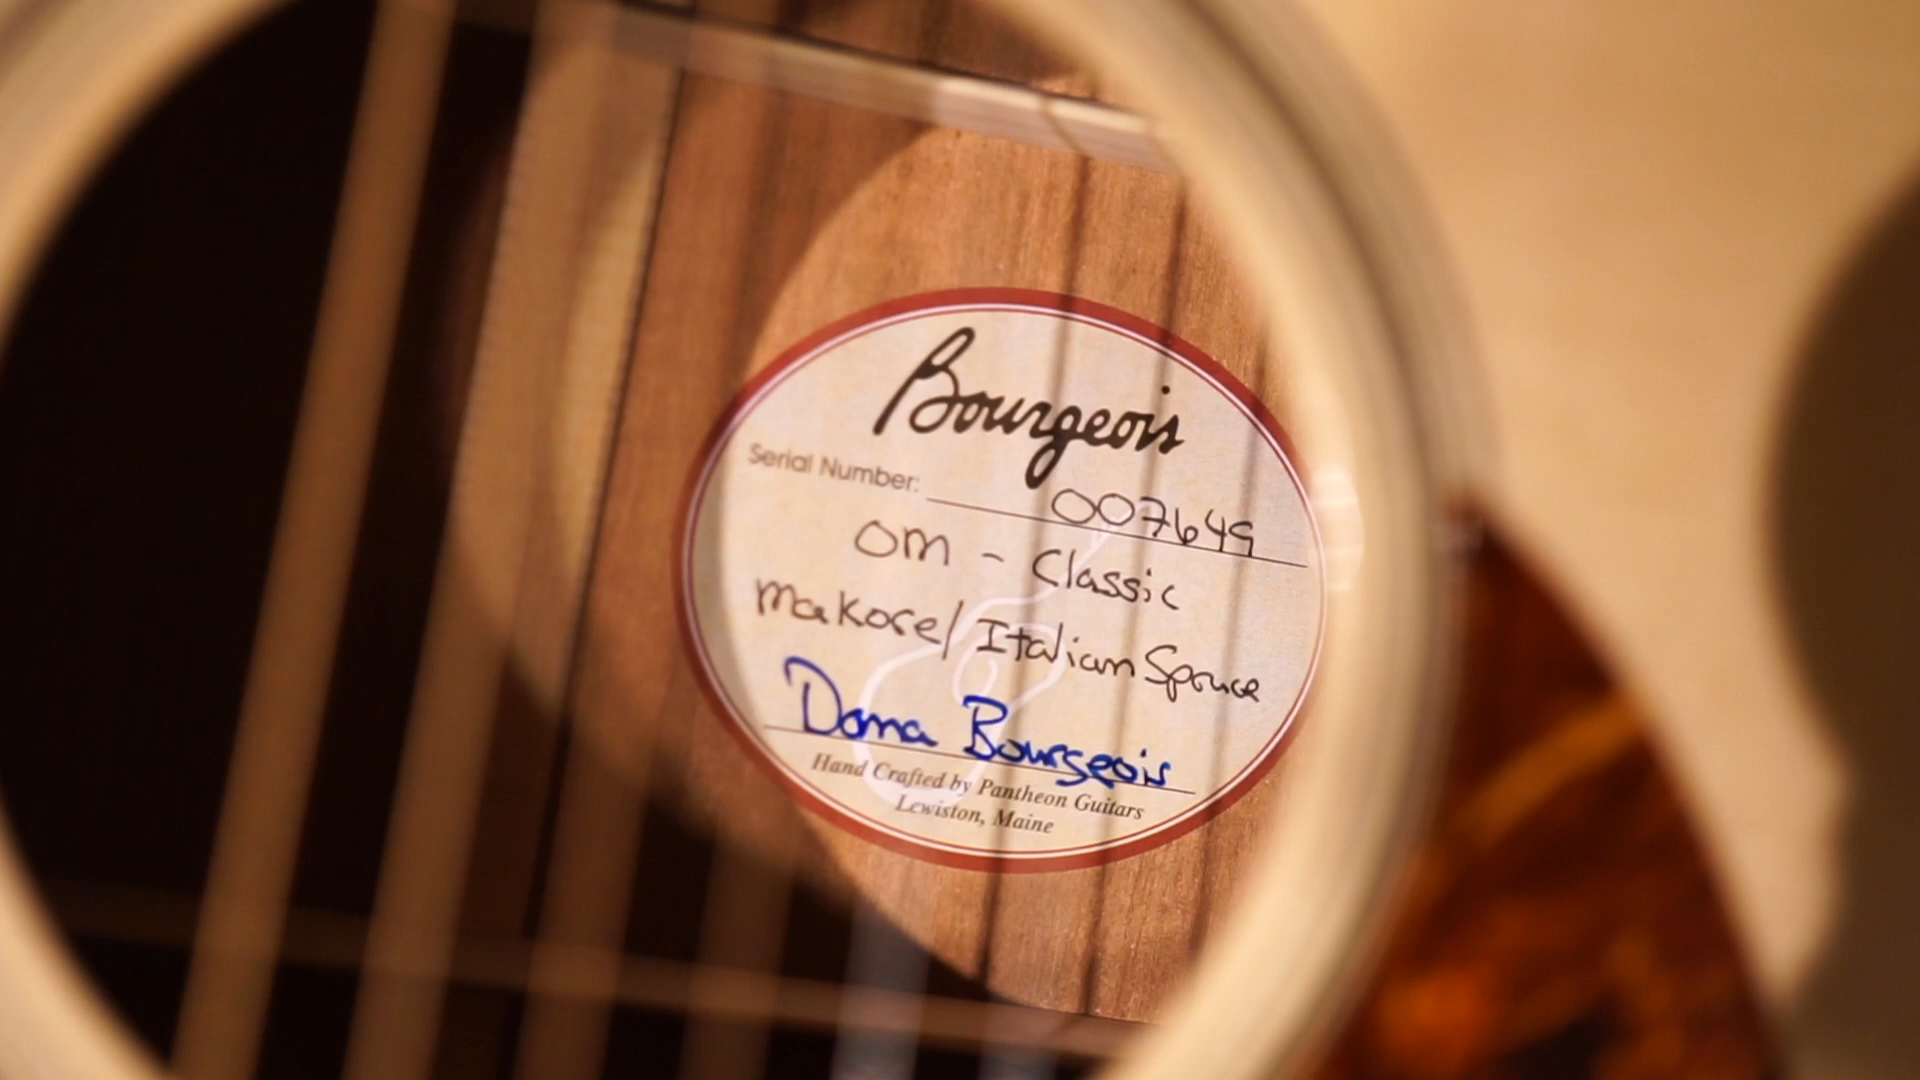 Bourgeois
Serial Number: 007649
OM - Classic
Makore/Italian Spruce
Dana Bourgeois
Hand Crafted by Pantheon Guitars
Lewiston, Maine